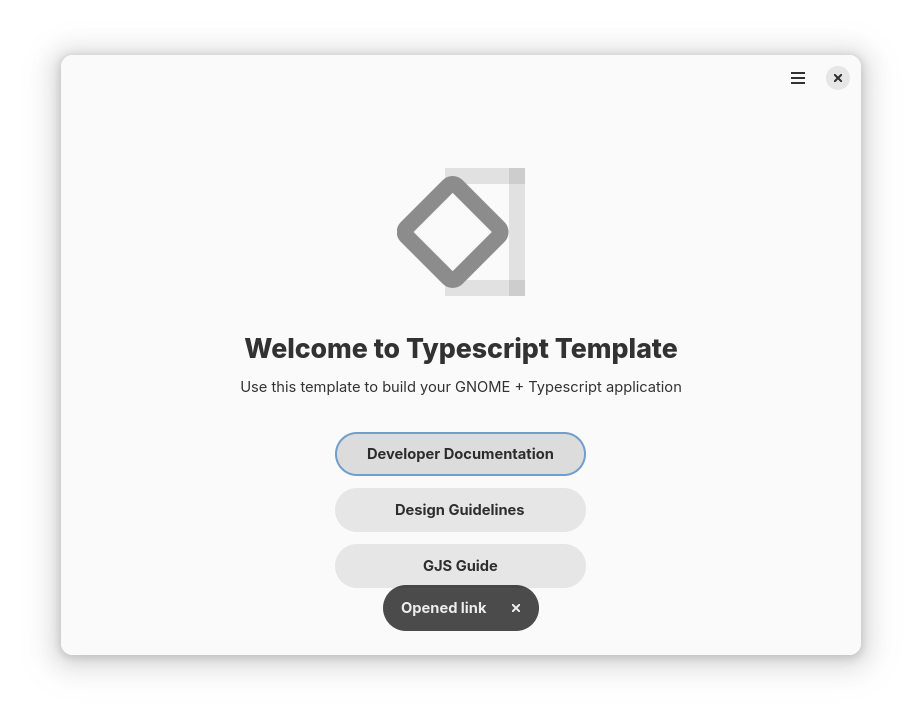 Welcome to Typescript Template
Use this template to build your GNOME + Typescript application
Developer Documentation
Design Guidelines
GJS Guide
Opened link